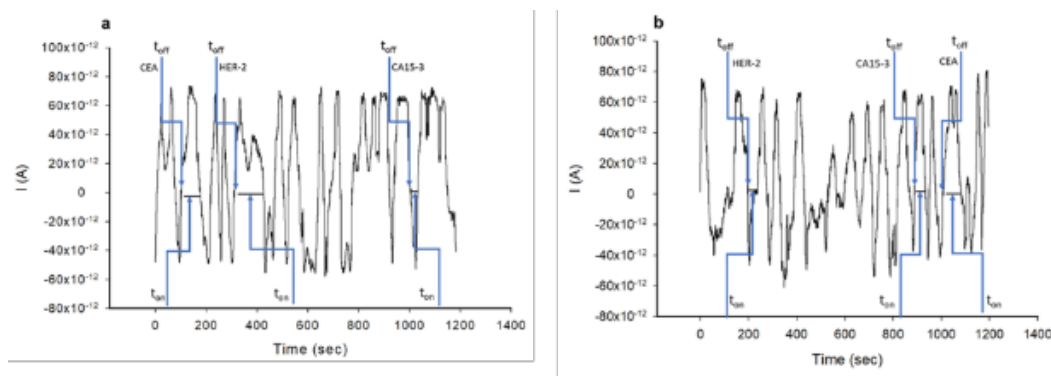 a
t_off t_off t_off
CEA HER-2 CA15-3
100x10⁻¹²
80x10⁻¹²
60x10⁻¹²
40x10⁻¹²
20x10⁻¹²
0
-20x10⁻¹²
-40x10⁻¹²
-60x10⁻¹²
-80x10⁻¹²
I (A)
t_on t_on t_on
0 200 400 600 800 1000 1200 1400
Time (sec)
b
t_off t_off t_off
HER-2 CA15-3 CEA
100x10⁻¹²
80x10⁻¹²
60x10⁻¹²
40x10⁻¹²
20x10⁻¹²
0
-20x10⁻¹²
-40x10⁻¹²
-60x10⁻¹²
-80x10⁻¹²
I (A)
t_on t_on t_on
0 200 400 600 800 1000 1200 1400
Time (sec)